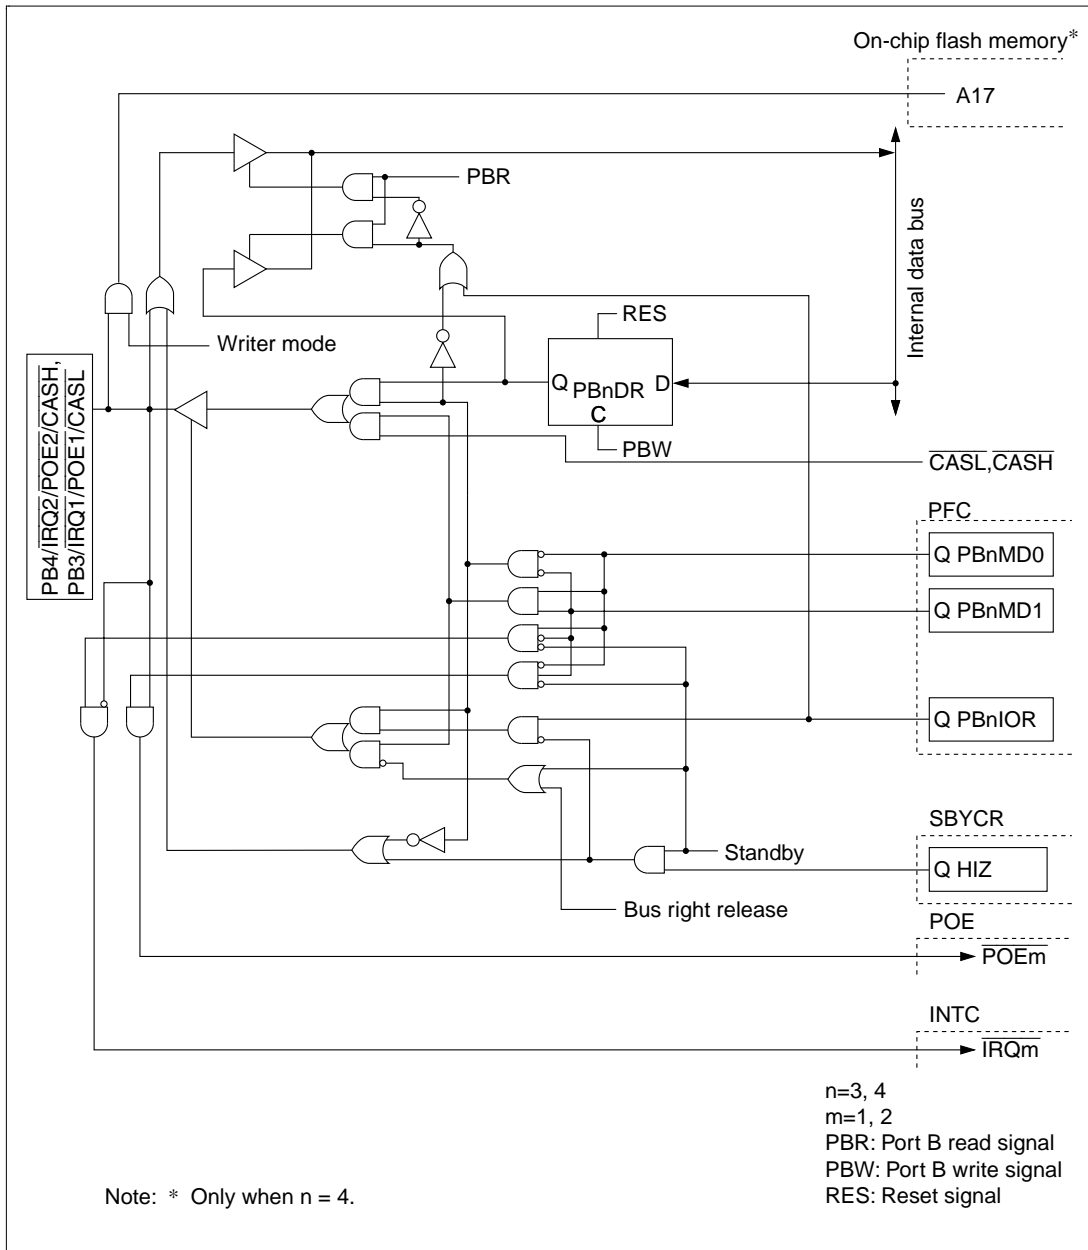 On-chip flash memory*
A17
PBR
Internal data bus
RES
Writer mode
Q PBnDR D
C
PBW
PB4/IRQ2/POE2/CASH,
PB3/IRQ1/POE1/CASL
CASL,CASH
PFC
Q PBnMD0
Q PBnMD1
Q PBnIOR
SBYCR
Standby
Q HIZ
Bus right release
POE
POEm
INTC
IRQm
n=3, 4
m=1, 2
PBR: Port B read signal
PBW: Port B write signal
RES: Reset signal
Note: * Only when n = 4.